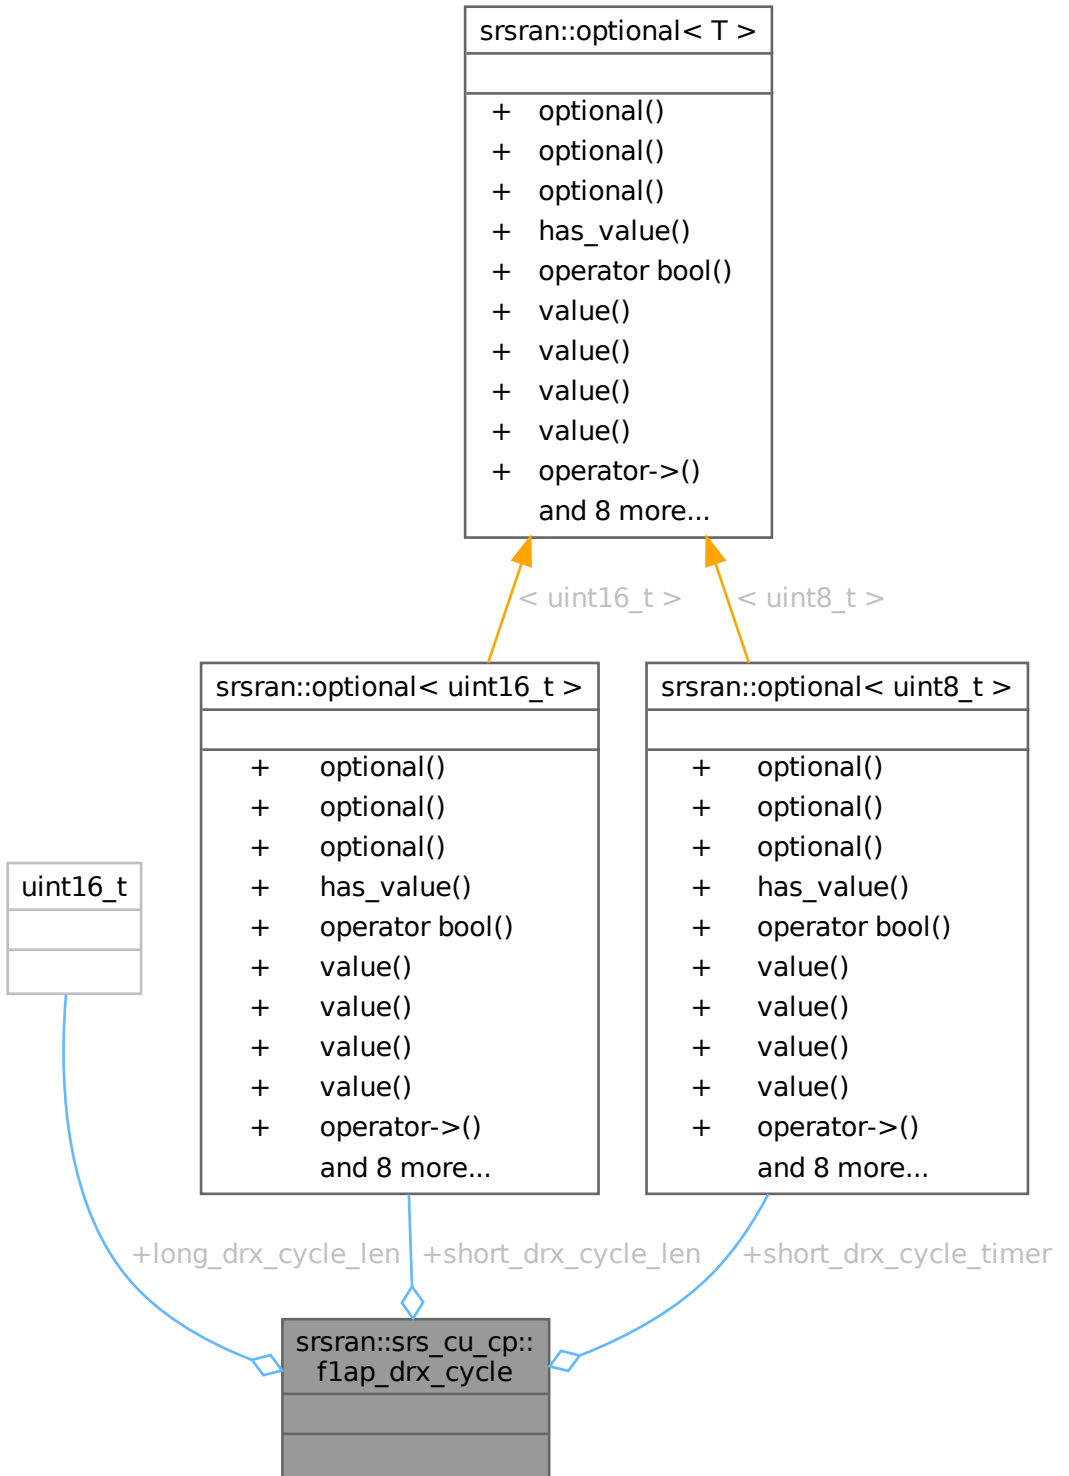 srsran::optional< T >
+ optional()
+ optional()
+ optional()
+ has_value()
+ operator bool()
+ value()
+ value()
+ value()
+ value()
+ operator->()
and 8 more...
< uint16_t >
< uint8_t >
srsran::optional< uint16_t >
+ optional()
+ optional()
+ optional()
+ has_value()
+ operator bool()
+ value()
+ value()
+ value()
+ value()
+ operator->()
and 8 more...
srsran::optional< uint8_t >
+ optional()
+ optional()
+ optional()
+ has_value()
+ operator bool()
+ value()
+ value()
+ value()
+ value()
+ operator->()
and 8 more...
uint16_t
+long_drx_cycle_len
+short_drx_cycle_len
+short_drx_cycle_timer
srsran::srs_cu_cp::
f1ap_drx_cycle